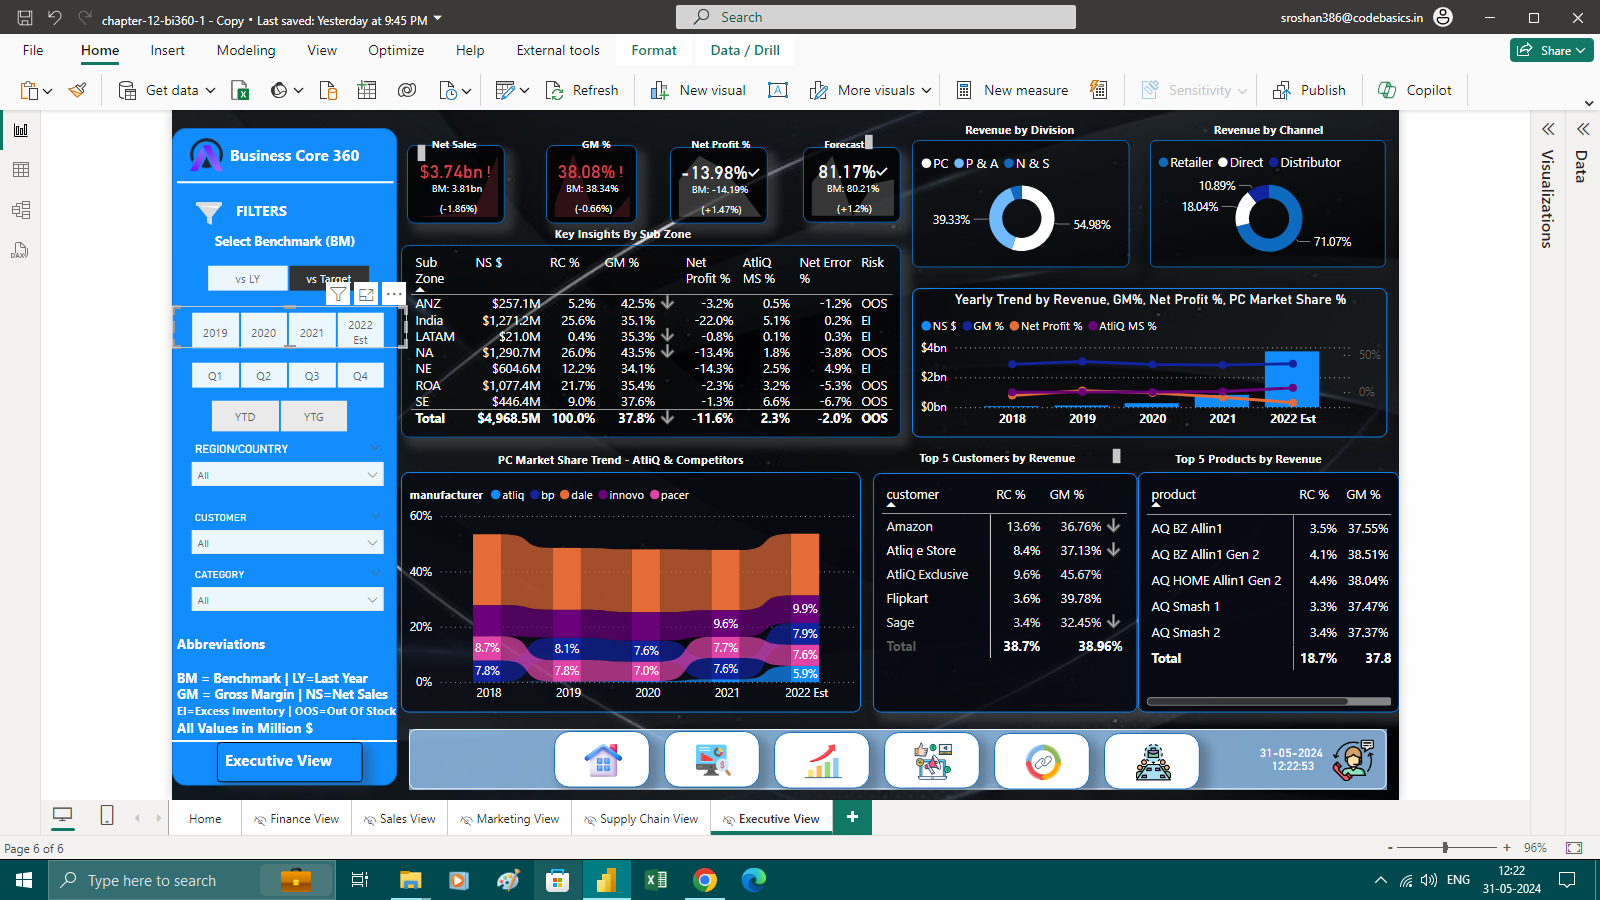 chapter-12-bi360-1 - Copy • Last saved: Yesterday at 9:45 PM
Search
sroshan386@codebasics.in
File Home Insert Modeling View Optimize Help External tools Format Data / Drill
Share
Get data
Refresh
New visual
More visuals
New measure
Sensitivity
Publish
Copilot
Business Core 360
FILTERS
Select Benchmark (BM)
vs LY
vs Target
2019
2020
2021
2022
Est
Q1
Q2
Q3
Q4
YTD
YTG
REGION/COUNTRY
All
CUSTOMER
All
CATEGORY
All
Abbreviations
BM = Benchmark | LY=Last Year
GM = Gross Margin | NS=Net Sales
EI=Excess Inventory | OOS=Out Of Stock
All Values in Million $
Executive View
Net Sales
$3.74bn !
BM: 3.81bn
(-1.86%)
GM %
38.08% !
BM: 38.34%
(-0.66%)
Net Profit %
-13.98%
BM: -14.19%
(+1.47%)
Forecast
81.17%
BM: 80.21%
(+1.2%)
Key Insights By Sub Zone
Sub Zone NS $ RC % GM % Net Profit % AtliQ MS % Net Error % Risk
ANZ $257.1M 5.2% 42.5% -3.2% 0.5% -1.2% OOS
India $1,271.2M 25.6% 35.1% -22.0% 5.1% 0.2% EI
LATAM $21.0M 0.4% 35.3% -0.8% 0.1% 0.3% EI
NA $1,290.7M 26.0% 43.5% -13.4% 1.8% -3.8% OOS
NE $604.6M 12.2% 34.1% -14.3% 2.5% 4.9% EI
ROA $1,077.4M 21.7% 35.4% -2.3% 3.2% -5.3% OOS
SE $446.4M 9.0% 37.6% -1.3% 6.6% -6.7% OOS
Total $4,968.5M 100.0% 37.8% -11.6% 2.3% -2.0% OOS
Revenue by Division
PC P & A N & S
39.33%
54.98%
Revenue by Channel
Retailer Direct Distributor
10.89%
18.04%
71.07%
Yearly Trend by Revenue, GM%, Net Profit %, PC Market Share %
NS $ GM % Net Profit % AtliQ MS %
$4bn
50%
$2bn
0%
$0bn
2018 2019 2020 2021 2022 Est
PC Market Share Trend - AtliQ & Competitors
manufacturer atliq bp dale innovo pacer
60%
40%
20%
0%
8.7%
7.8%
8.1%
7.8%
7.6%
7.0%
9.6%
7.7%
7.6%
9.9%
7.9%
7.6%
5.9%
2018 2019 2020 2021 2022 Est
Top 5 Customers by Revenue
customer RC % GM %
Amazon 13.6% 36.76%
Atliq e Store 8.4% 37.13%
AtliQ Exclusive 9.6% 45.67%
Flipkart 3.6% 39.78%
Sage 3.4% 32.45%
Total 38.7% 38.96%
Top 5 Products by Revenue
product RC % GM %
AQ BZ Allin1 3.5% 37.55%
AQ BZ Allin1 Gen 2 4.1% 38.51%
AQ HOME Allin1 Gen 2 4.4% 38.04%
AQ Smash 1 3.3% 37.47%
AQ Smash 2 3.4% 37.37%
Total 18.7% 37.8
31-05-2024
12:22:53
Visualizations
Data
DAX
Home
Finance View
Sales View
Marketing View
Supply Chain View
Executive View
Page 6 of 6
- + 96%
Type here to search
ENG
12:22
31-05-2024